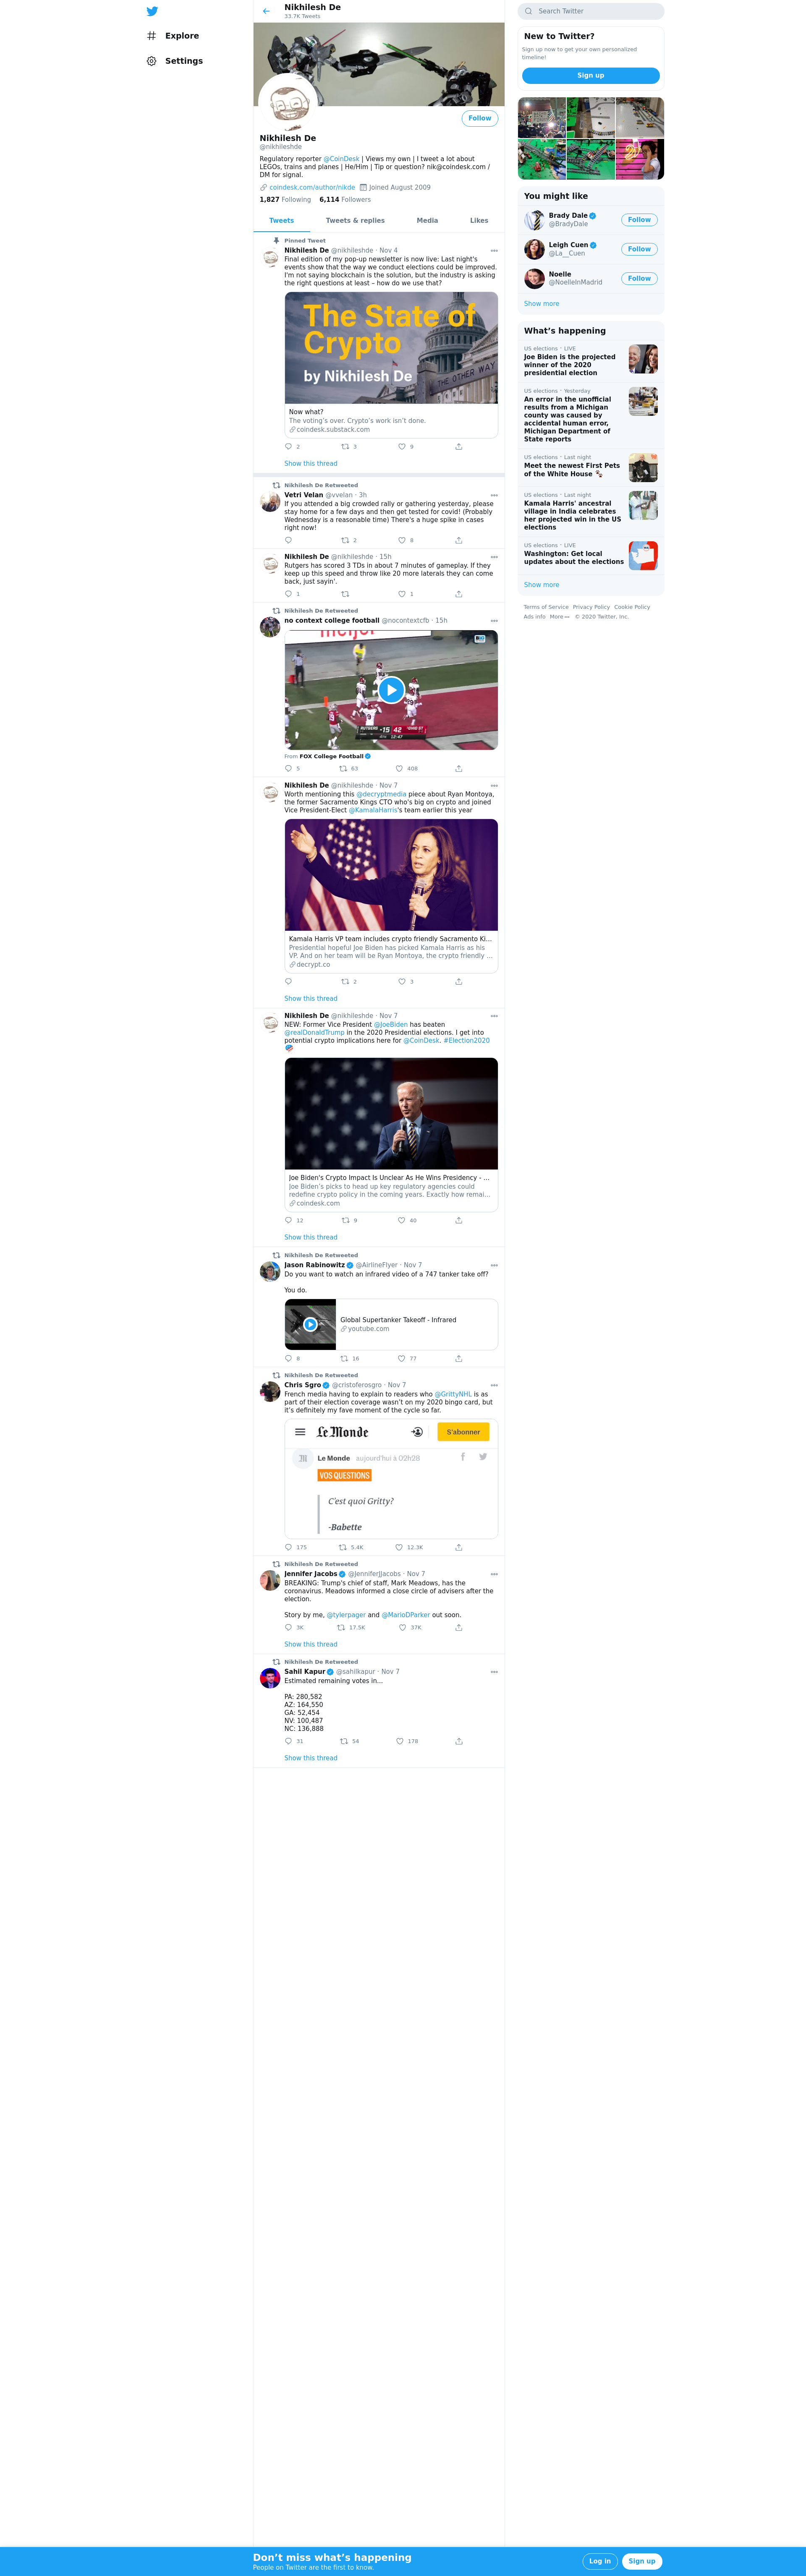 Explore
Settings
Nikhilesh De
33.7K Tweets
Follow
Nikhilesh De
@nikhileshde
Regulatory reporter @CoinDesk | Views my own | I tweet a lot about
LEGOs, trains and planes | He/Him | Tip or question? nik@coindesk.com /
DM for signal.
coindesk.com/author/nikde Joined August 2009
1,827 Following 6,114 Followers
Tweets Tweets & replies Media Likes
Pinned Tweet
Nikhilesh De @nikhileshde · Nov 4
Final edition of my pop-up newsletter is now live: Last night's
events show that the way we conduct elections could be improved.
I'm not saying blockchain is the solution, but the industry is asking
the right questions at least – how do we use that?
The State of
Crypto
by Nikhilesh De
THE OTHER WAY
Now what?
The voting's over. Crypto's work isn't done.
coindesk.substack.com
2 3 9
Show this thread
Nikhilesh De Retweeted
Vetri Velan @vvelan · 3h
If you attended a big crowded rally or gathering yesterday, please
stay home for a few days and then get tested for covid! (Probably
Wednesday is a reasonable time) There's a huge spike in cases
right now!
2 8
Nikhilesh De @nikhileshde · 15h
Rutgers has scored 3 TDs in about 7 minutes of gameplay. If they
keep up this speed and throw like 20 more laterals they can come
back, just sayin'.
1 1
Nikhilesh De Retweeted
no context college football @nocontextcfb · 15h
meijer
RUTGERS -15 42 OHIO ST
4TH 12:47
From FOX College Football
5 63 408
Nikhilesh De @nikhileshde · Nov 7
Worth mentioning this @decryptmedia piece about Ryan Montoya,
the former Sacramento Kings CTO who's big on crypto and joined
Vice President-Elect @KamalaHarris's team earlier this year
Kamala Harris VP team includes crypto friendly Sacramento Ki...
Presidential hopeful Joe Biden has picked Kamala Harris as his
VP. And on her team will be Ryan Montoya, the crypto friendly ...
decrypt.co
2 3
Show this thread
Nikhilesh De @nikhileshde · Nov 7
NEW: Former Vice President @JoeBiden has beaten
@realDonaldTrump in the 2020 Presidential elections. I get into
potential crypto implications here for @CoinDesk. #Election2020
Joe Biden's Crypto Impact Is Unclear As He Wins Presidency - ...
Joe Biden's picks to head up key regulatory agencies could
redefine crypto policy in the coming years. Exactly how remai...
coindesk.com
12 9 40
Show this thread
Nikhilesh De Retweeted
Jason Rabinowitz @AirlineFlyer · Nov 7
Do you want to watch an infrared video of a 747 tanker take off?
You do.
Global Supertanker Takeoff - Infrared
youtube.com
8 16 77
Nikhilesh De Retweeted
Chris Sgro @cristoferosgro · Nov 7
French media having to explain to readers who @GrittyNHL is as
part of their election coverage wasn't on my 2020 bingo card, but
it's definitely my fave moment of the cycle so far.
Le Monde S'abonner
M Le Monde aujourd'hui à 02h28
VOS QUESTIONS
C'est quoi Gritty?
-Babette
175 5.4K 12.3K
Nikhilesh De Retweeted
Jennifer Jacobs @JenniferJJacobs · Nov 7
BREAKING: Trump's chief of staff, Mark Meadows, has the
coronavirus. Meadows informed a close circle of advisers after the
election.
Story by me, @tylerpager and @MarioDParker out soon.
3K 17.5K 37K
Show this thread
Nikhilesh De Retweeted
Sahil Kapur @sahilkapur · Nov 7
Estimated remaining votes in...
PA: 280,582
AZ: 164,550
GA: 52,454
NV: 100,487
NC: 136,888
31 54 178
Show this thread
Search Twitter
New to Twitter?
Sign up now to get your own personalized
timeline!
Sign up
You might like
Brady Dale
@BradyDale
Follow
Leigh Cuen
@La__Cuen
Follow
Noelle
@NoelleInMadrid
Follow
Show more
What's happening
US elections · LIVE
Joe Biden is the projected
winner of the 2020
presidential election
US elections · Yesterday
An error in the unofficial
results from a Michigan
county was caused by
accidental human error,
Michigan Department of
State reports
US elections · Last night
Meet the newest First Pets
of the White House
US elections · Last night
Kamala Harris' ancestral
village in India celebrates
her projected win in the US
elections
US elections · LIVE
Washington: Get local
updates about the elections
Show more
Terms of Service Privacy Policy Cookie Policy
Ads info More © 2020 Twitter, Inc.
Don't miss what's happening
People on Twitter are the first to know.
Log in Sign up